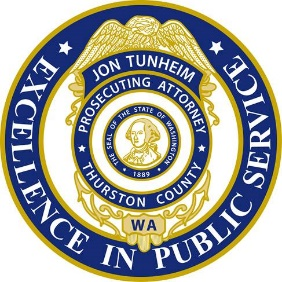 EXCELLENCE IN PUBLIC SERVICE
JON TUNHEIM
PROSECUTING ATTORNEY
THE SEAL OF THE STATE OF WASHINGTON
1889
THURSTON COUNTY
WA